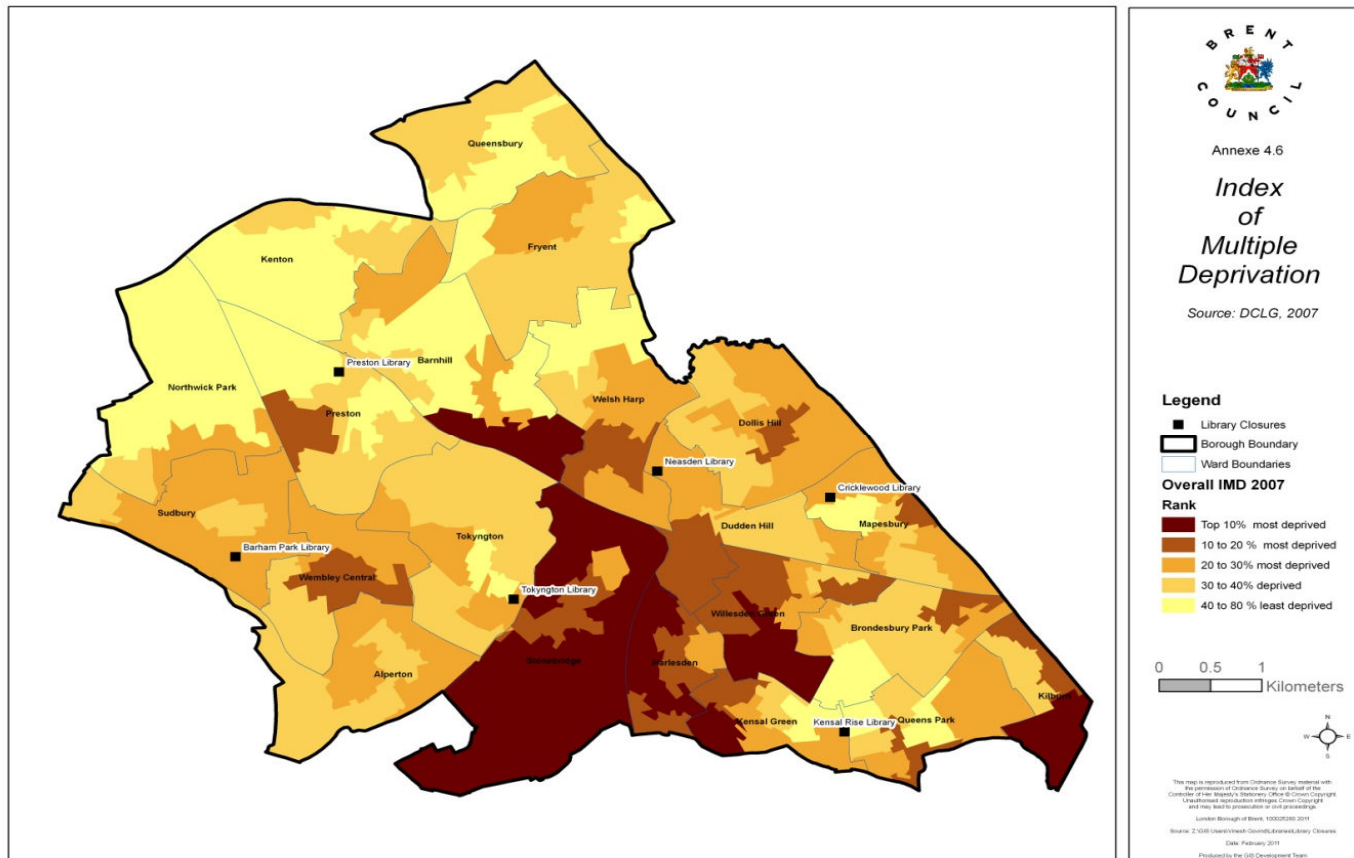 BRENT
COUNCIL
Annexe 4.6
Index
of
Multiple
Deprivation
Source: DCLG, 2007
Legend
Library Closures
Borough Boundary
Ward Boundaries
Overall IMD 2007
Rank
Top 10% most deprived
10 to 20 % most deprived
20 to 30% most deprived
30 to 40% deprived
40 to 80 % least deprived
0 0.5 1
Kilometers
N
W E
S
This map is reproduced from Ordnance Survey material with
the permission of Ordnance Survey on behalf of the
Controller of Her Majesty's Stationery Office © Crown Copyright.
Unauthorised reproduction infringes Crown Copyright
and may lead to prosecution or civil proceedings.
London Borough of Brent, 2011
Source: Z:\GIS Closures
Date: February 2011
Produced by the GIS Development Team
Queensbury
Fryent
Kenton
Preston Library
Barnhill
Northwick Park
Preston
Welsh Harp
Dollis Hill
Neasden Library
Cricklewood Library
Sudbury
Tokyngton
Dudden Hill
Mapesbury
Barham Park Library
Wembley Central
Tokyngton Library
Willesden Green
Brondesbury Park
Stonebridge
Harlesden
Alperton
Kilburn
Kensal Green
Kensal Rise Library
Queens Park